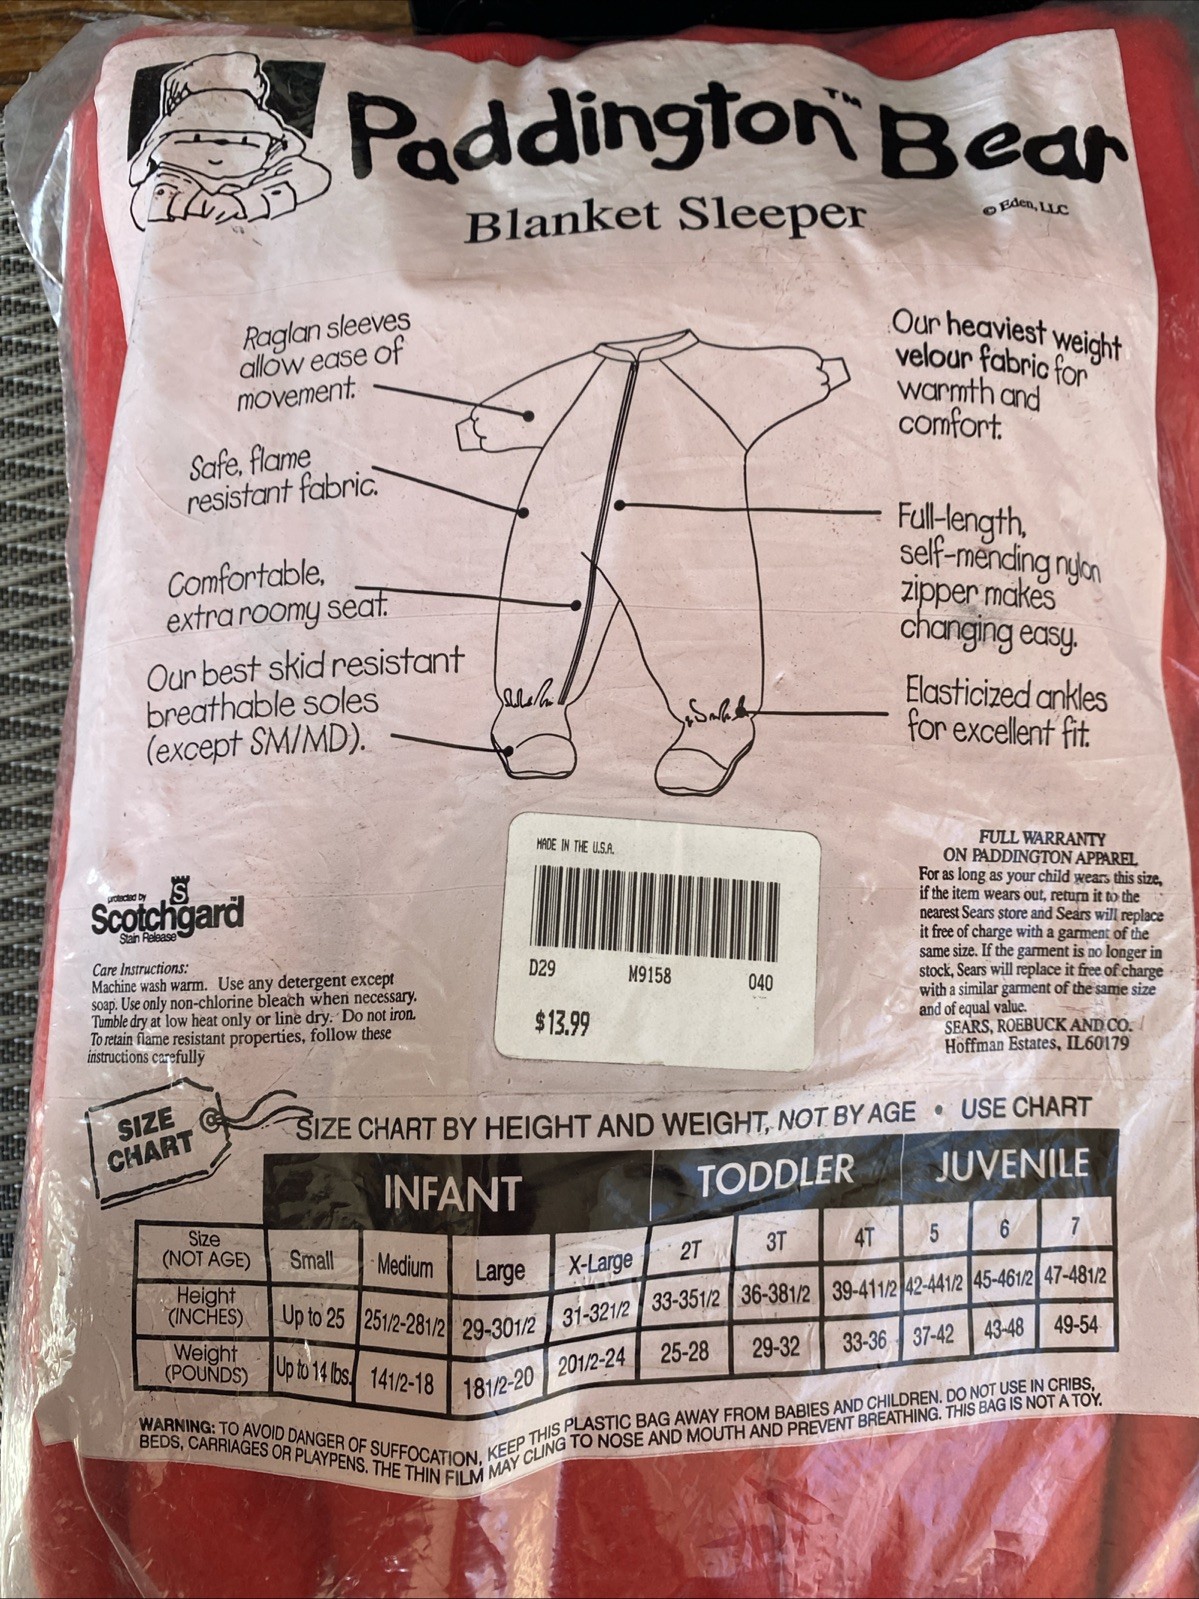 Paddington™ Bear
Blanket Sleeper
© Eden, LLC
Raglan sleeves
allow ease of
movement.
Safe, flame
resistant fabric.
Comfortable,
extra roomy seat.
Our best skid resistant
breathable soles
(except SM/MD).
Our heaviest weight
velour fabric for
warmth and
comfort.
Full-length,
self-mending nylon
zipper makes
changing easy.
Elasticized ankles
for excellent fit.
MADE IN THE U.S.A.
D29 M9158 040
$13.99
protected by
S
Scotchgard™
Stain Release
Care Instructions:
Machine wash warm. Use any detergent except
soap. Use only non-chlorine bleach when necessary.
Tumble dry at low heat only or line dry. Do not iron.
To retain flame resistant properties, follow these
instructions carefully
FULL WARRANTY
ON PADDINGTON APPAREL
For as long as your child wears this size,
if the item wears out, return it to the
nearest Sears store and Sears will replace
it free of charge with a garment of the
same size. If the garment is no longer in
stock, Sears will replace it free of charge
with a similar garment of the same size
and of equal value.
SEARS, ROEBUCK AND CO.
Hoffman Estates, IL60179
SIZE
CHART
SIZE CHART BY HEIGHT AND WEIGHT, NOT BY AGE • USE CHART
INFANT TODDLER JUVENILE
Size
(NOT AGE) Small Medium Large X-Large 2T 3T 4T 5 6 7
Height
(INCHES) Up to 25 251/2-281/2 29-301/2 31-321/2 33-351/2 36-381/2 39-411/2 42-441/2 45-461/2 47-481/2
Weight
(POUNDS) Up to 14 lbs. 141/2-18 181/2-20 201/2-24 25-28 29-32 33-36 37-42 43-48 49-54
WARNING: TO AVOID DANGER OF SUFFOCATION, KEEP THIS PLASTIC BAG AWAY FROM BABIES AND CHILDREN. DO NOT USE IN CRIBS,
BEDS, CARRIAGES OR PLAYPENS. THE THIN FILM MAY CLING TO NOSE AND MOUTH AND PREVENT BREATHING. THIS BAG IS NOT A TOY.